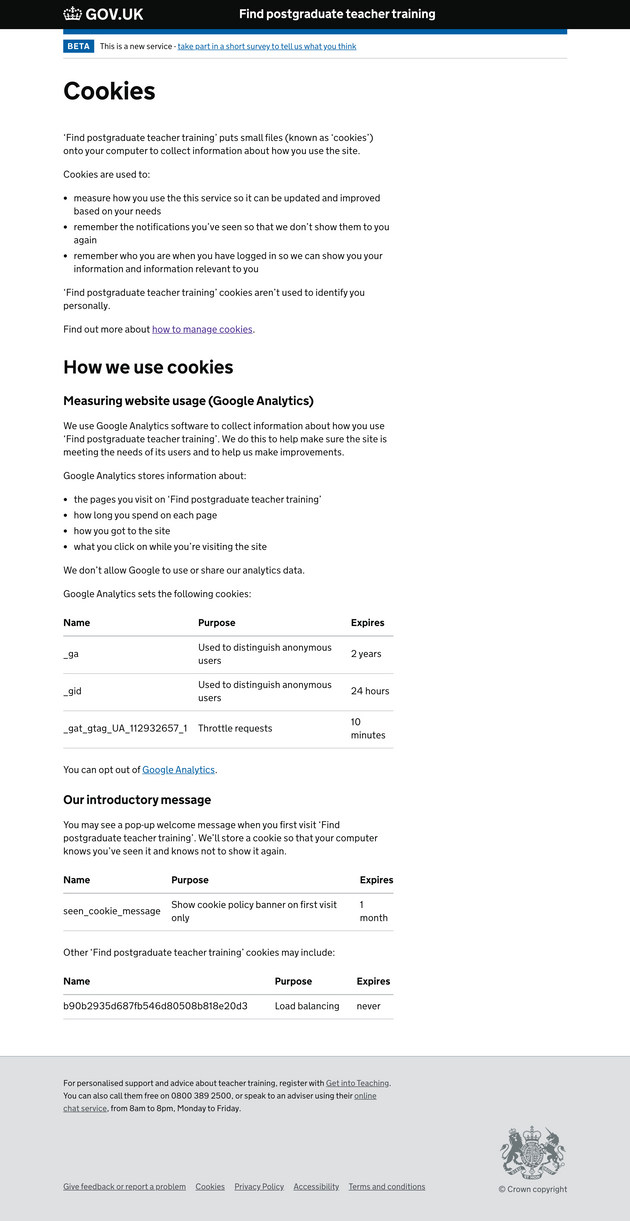 GOV.UK
Find postgraduate teacher training
BETA
This is a new service - take part in a short survey to tell us what you think
Cookies
‘Find postgraduate teacher training’ puts small files (known as ‘cookies’)
onto your computer to collect information about how you use the site.
Cookies are used to:
• measure how you use the this service so it can be updated and improved
based on your needs
• remember the notifications you’ve seen so that we don’t show them to you
again
• remember who you are when you have logged in so we can show you your
information and information relevant to you
‘Find postgraduate teacher training’ cookies aren’t used to identify you
personally.
Find out more about how to manage cookies.
How we use cookies
Measuring website usage (Google Analytics)
We use Google Analytics software to collect information about how you use
‘Find postgraduate teacher training’. We do this to help make sure the site is
meeting the needs of its users and to help us make improvements.
Google Analytics stores information about:
• the pages you visit on ‘Find postgraduate teacher training’
• how long you spend on each page
• how you got to the site
• what you click on while you’re visiting the site
We don’t allow Google to use or share our analytics data.
Google Analytics sets the following cookies:
Name Purpose Expires
_ga Used to distinguish anonymous users 2 years
_gid Used to distinguish anonymous users 24 hours
_gat_gtag_UA_112932657_1 Throttle requests 10 minutes
You can opt out of Google Analytics.
Our introductory message
You may see a pop-up welcome message when you first visit ‘Find
postgraduate teacher training’. We’ll store a cookie so that your computer
knows you’ve seen it and knows not to show it again.
Name Purpose Expires
seen_cookie_message Show cookie policy banner on first visit only 1 month
Other ‘Find postgraduate teacher training’ cookies may include:
Name Purpose Expires
b90b2935d687fb546d80508b818e20d3 Load balancing never
For personalised support and advice about teacher training, register with Get into Teaching.
You can also call them free on 0800 389 2500, or speak to an adviser using their online
chat service, from 8am to 8pm, Monday to Friday.
Give feedback or report a problem Cookies Privacy Policy Accessibility Terms and conditions
© Crown copyright